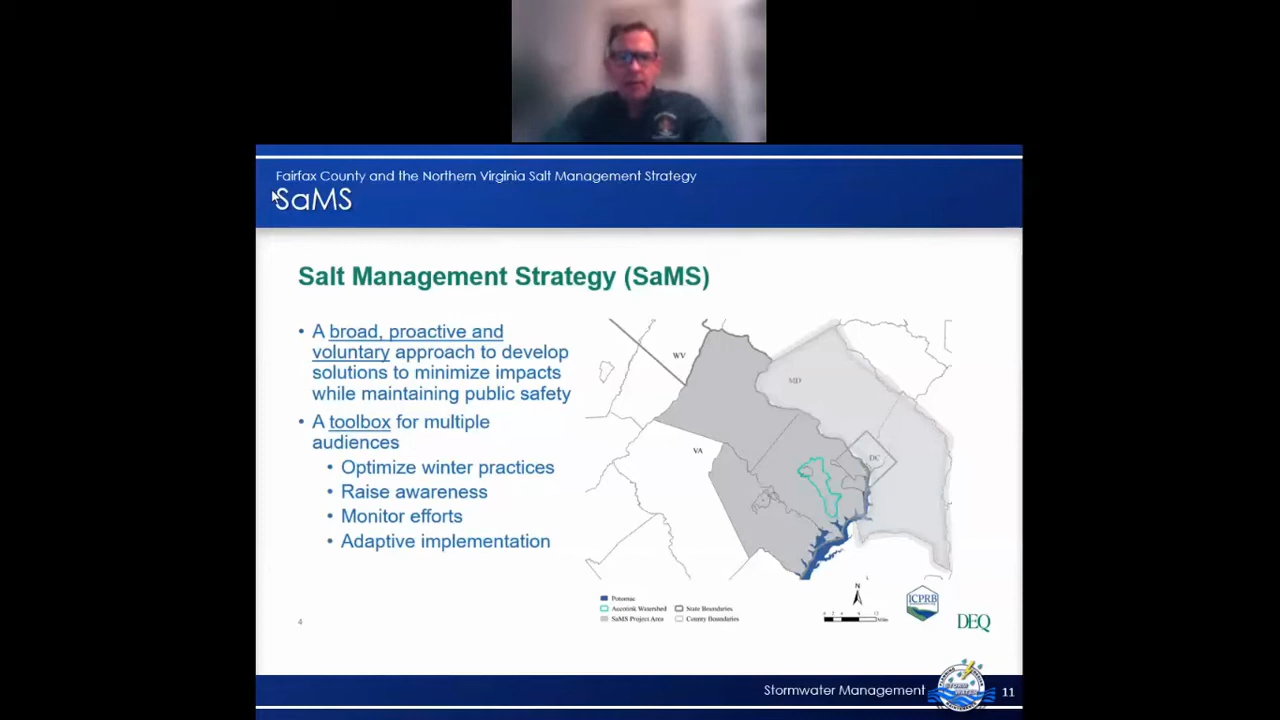 Fairfax County and the Northern Virginia Salt Management Strategy
SaMS
Salt Management Strategy (SaMS)
• A broad, proactive and
voluntary approach to develop
solutions to minimize impacts
while maintaining public safety
• A toolbox for multiple
audiences
• Optimize winter practices
• Raise awareness
• Monitor efforts
• Adaptive implementation
WV
MD
VA
DC
Potomac
Accotink Watershed
State Boundaries
SaMS Project Area
County Boundaries
N
Miles
ICPRB
DEQ
4
Stormwater Management
11